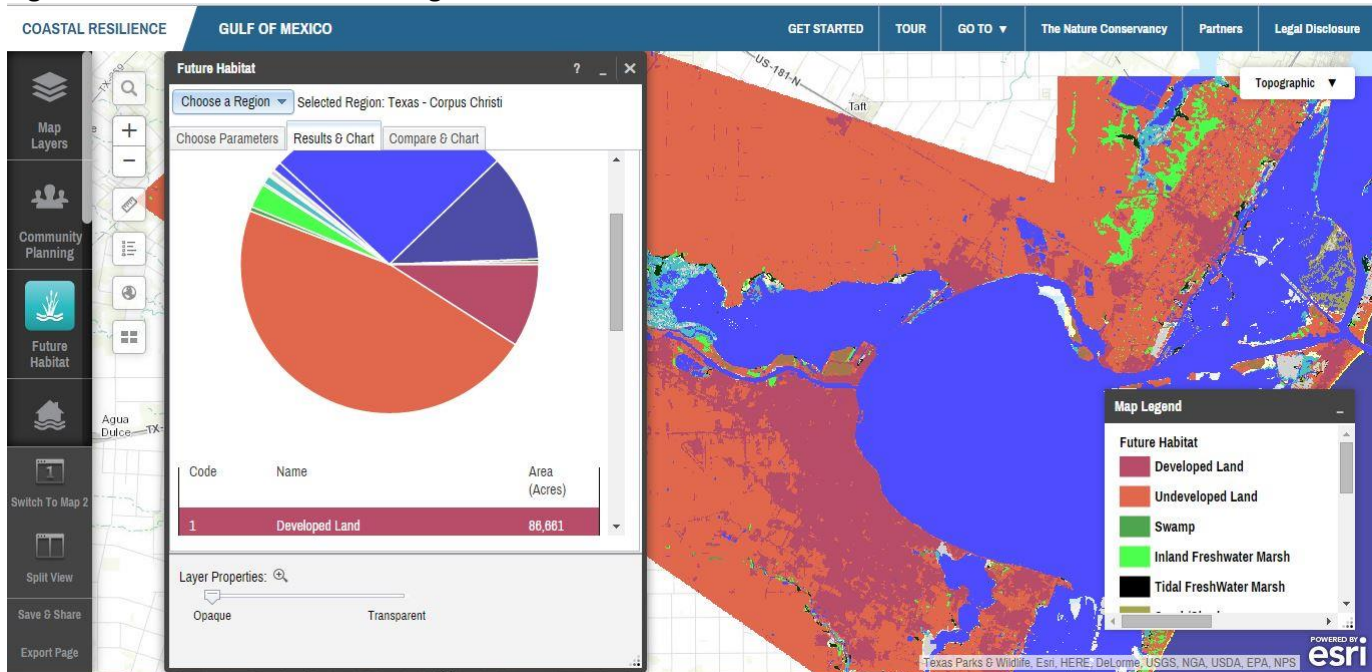 COASTAL RESILIENCE GULF OF MEXICO GET STARTED TOUR GO TO ▼ The Nature Conservancy Partners Legal Disclosure
Map
Layers
Community
Planning
Future
Habitat
1
Switch To Map 2
Split View
Save & Share
Export Page
Future Habitat ? _ X
Choose a Region ▼ Selected Region: Texas - Corpus Christi
Choose Parameters Results & Chart Compare & Chart
Code Name Area
(Acres)
1 Developed Land 86,661
Layer Properties:
Opaque Transparent
US-181-N
Taft
Agua
Dulce
TX-
Topographic ▼
Map Legend _
Future Habitat
Developed Land
Undeveloped Land
Swamp
Inland Freshwater Marsh
Tidal FreshWater Marsh
Texas Parks & Wildlife, Esri, HERE, DeLorme, USGS, NGA, USDA, EPA, NPS
POWERED BY
esri